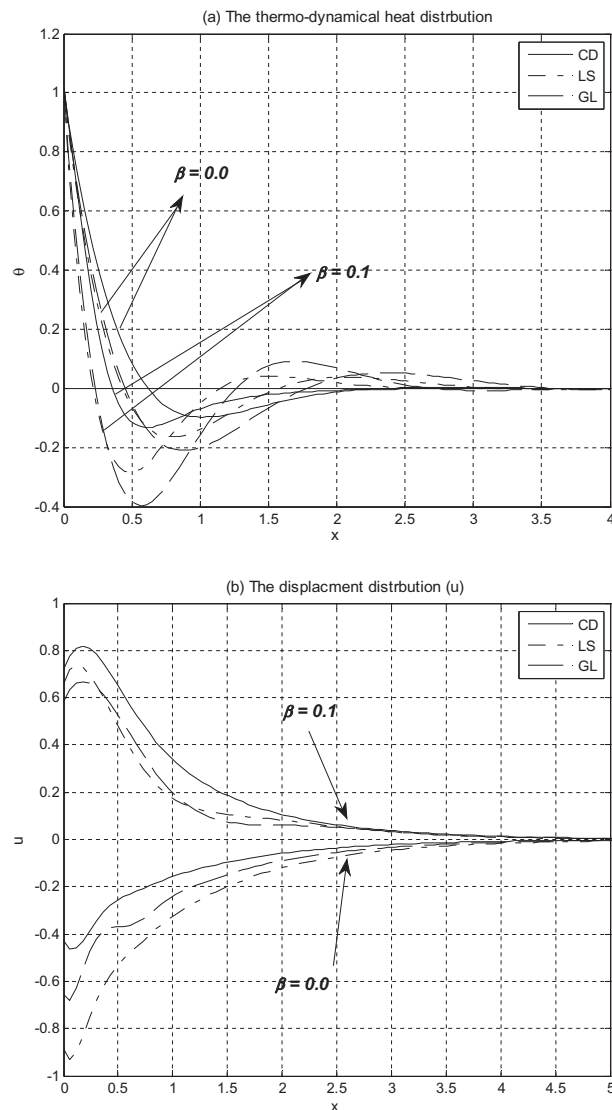 (a) The thermo-dynamical heat distrbution
1.2
1
0.8
0.6
0.4
0.2
0
-0.2
-0.4
θ
CD
LS
GL
β = 0.0
β = 0.1
0 0.5 1 1.5 2 2.5 3 3.5 4
x
(b) The displacment distrbution (u)
1
0.8
0.6
0.4
0.2
0
-0.2
-0.4
-0.6
-0.8
-1
u
CD
LS
GL
β = 0.1
β = 0.0
0 0.5 1 1.5 2 2.5 3 3.5 4
x